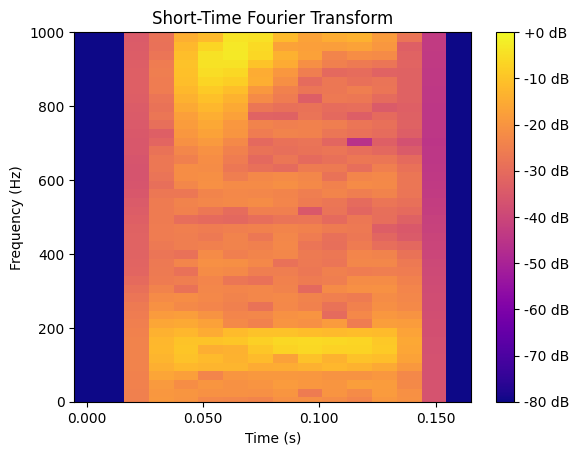 Short-Time Fourier Transform
1000
800
600
400
200
0
Frequency (Hz)
0.000
0.050
0.100
0.150
Time (s)
+0 dB
-10 dB
-20 dB
-30 dB
-40 dB
-50 dB
-60 dB
-70 dB
-80 dB